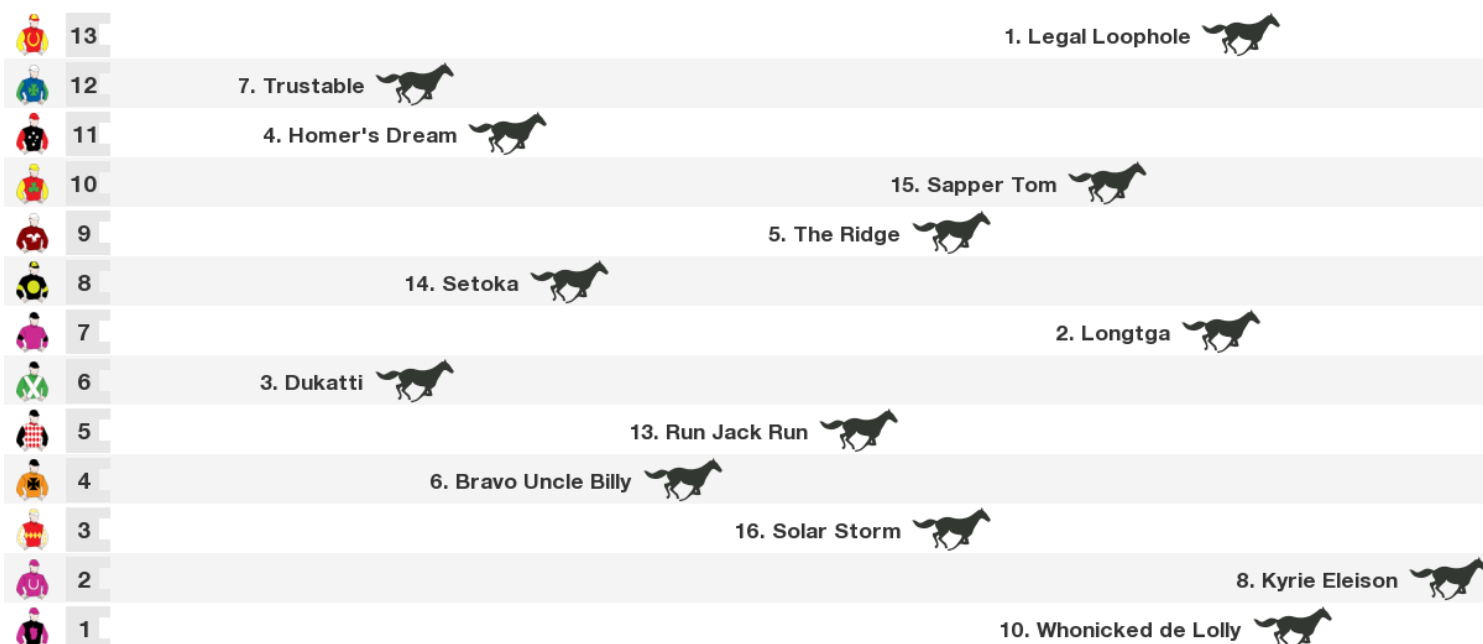 13 1. Legal Loophole
12 7. Trustable
11 4. Homer's Dream
10 15. Sapper Tom
9 5. The Ridge
8 14. Setoka
7 2. Longtga
6 3. Dukatti
5 13. Run Jack Run
4 6. Bravo Uncle Billy
3 16. Solar Storm
2 8. Kyrie Eleison
1 10. Whonicked de Lolly